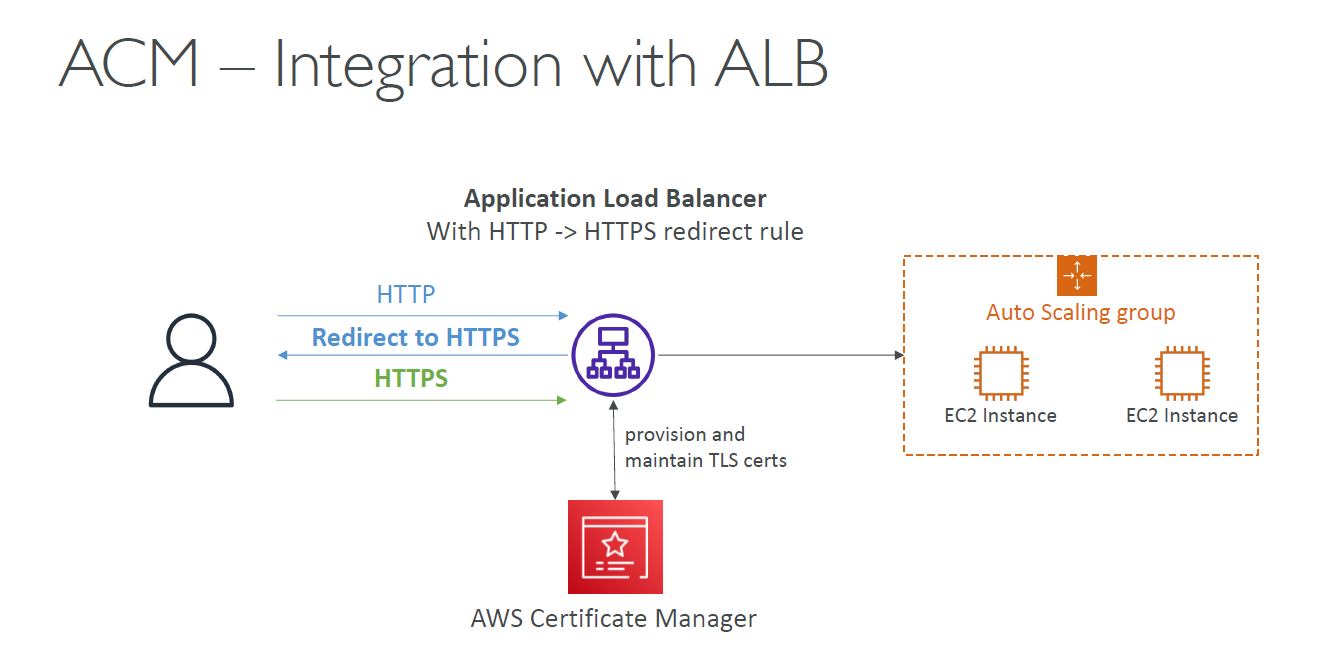 ACM – Integration with ALB
Application Load Balancer
With HTTP -> HTTPS redirect rule
HTTP
Redirect to HTTPS
HTTPS
Auto Scaling group
EC2 Instance
EC2 Instance
provision and
maintain TLS certs
AWS Certificate Manager